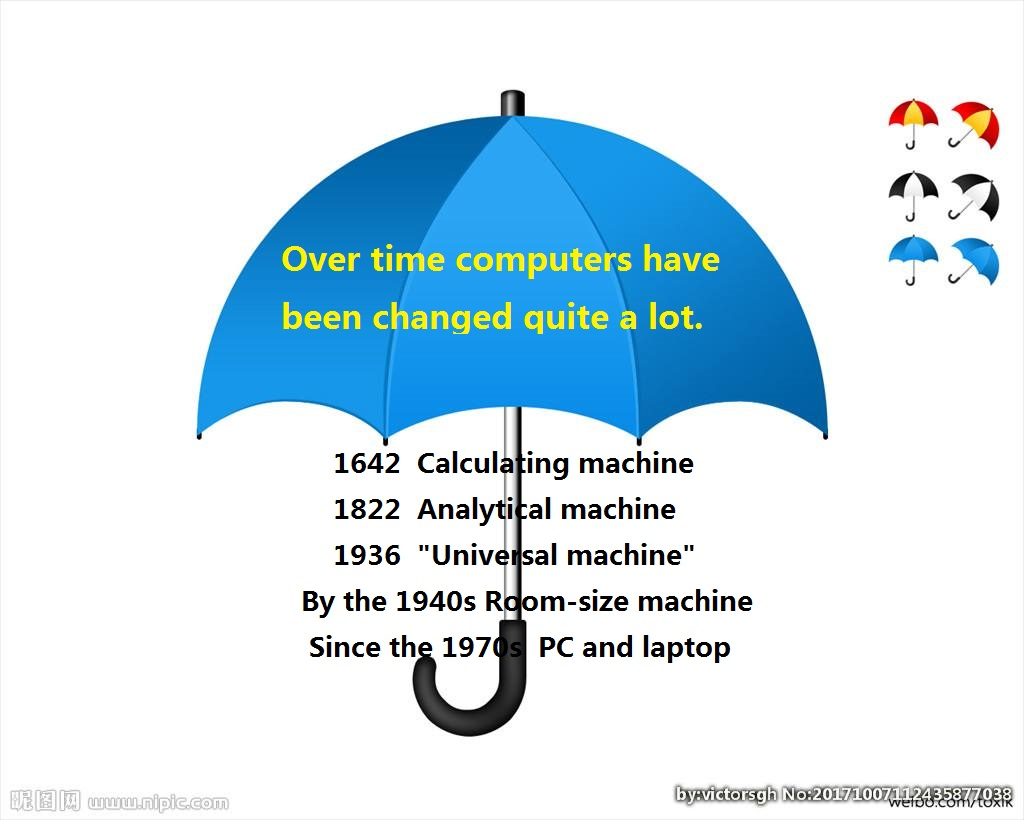 Over time computers have
been changed quite a lot.
1642 Calculating machine
1822 Analytical machine
1936 "Universal machine"
By the 1940s Room-size machine
Since the 1970s PC and laptop
昵图网 www.nipic.com
by:victorsgh No:20171007112435877038
weibo.com/toxik